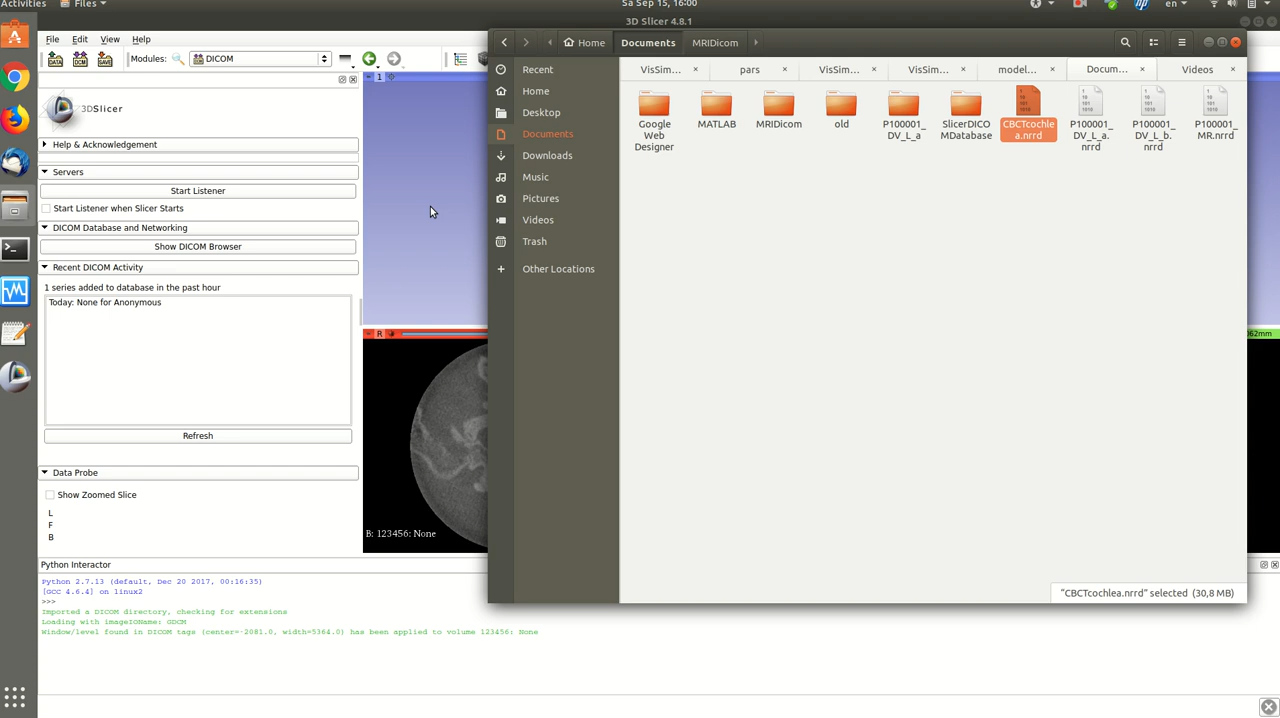 Activities
Files
Sa Sep 15, 16:00
en
3D Slicer 4.8.1
File Edit View Help
DATA DCM SAVE
Modules:
DICOM
3DSlicer
Help & Acknowledgement
Servers
Start Listener
Start Listener when Slicer Starts
DICOM Database and Networking
Show DICOM Browser
Recent DICOM Activity
1 series added to database in the past hour
Today: None for Anonymous
Refresh
Data Probe
Show Zoomed Slice
L
F
B
1
R
B: 123456: None
062mm
Home Documents MRIDicom
Recent
Home
Desktop
Documents
Downloads
Music
Pictures
Videos
Trash
+ Other Locations
VisSim... × pars × VisSim... × VisSim... × model... × Docum... × Videos ×
Google Web Designer
MATLAB
MRIDicom
old
P100001_DV_L_a
SlicerDICOMDatabase
CBCTcochlea.nrrd
P100001_DV_L_a.nrrd
P100001_DV_L_b.nrrd
P100001_MR.nrrd
"CBCTcochlea.nrrd" selected (30,8 MB)
Python Interactor
Python 2.7.13 (default, Dec 20 2017, 00:16:35)
[GCC 4.6.4] on linux2
>>>
Imported a DICOM directory, checking for extensions
Loading with imageIOName: GDCM
Window/level found in DICOM tags (center=-2081.0, width=5364.0) has been applied to volume 123456: None